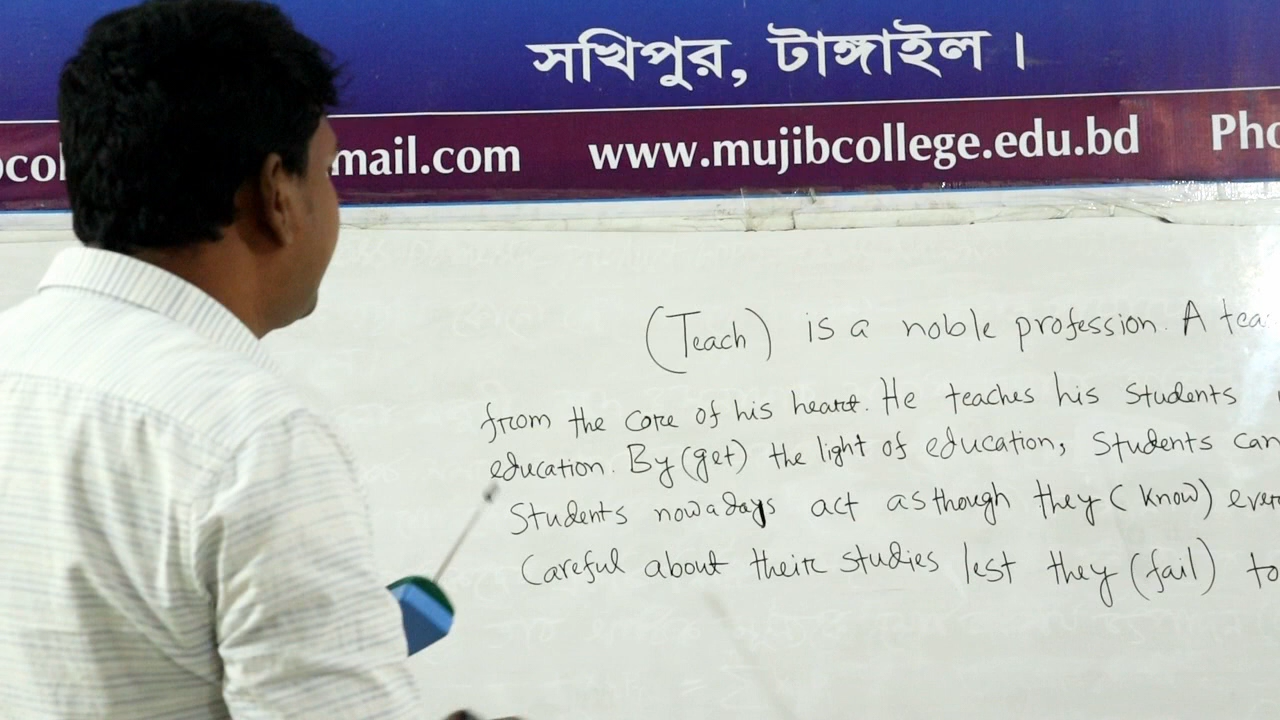 সখিপুর, টাঙ্গাইল ।
mail.com www.mujibcollege.edu.bd
(Teach) is a noble profession. A tea
from the core of his heart. He teaches his students
education. By (get) the light of education, Students can
Students nowadays act as though they (know) ever
Careful about their studies lest they (fail) to